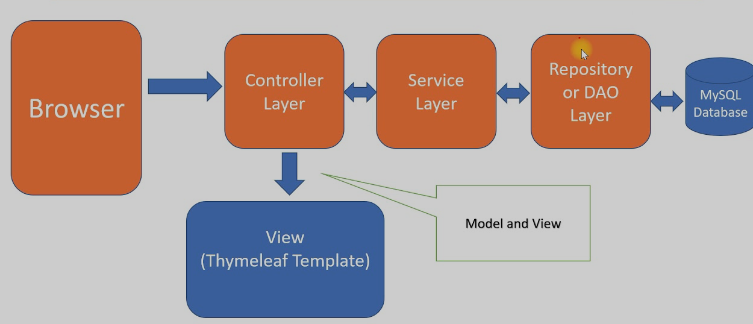 Browser
Controller
Layer
Service
Layer
Repository
or DAO
Layer
MySQL
Database
View
(Thymeleaf Template)
Model and View